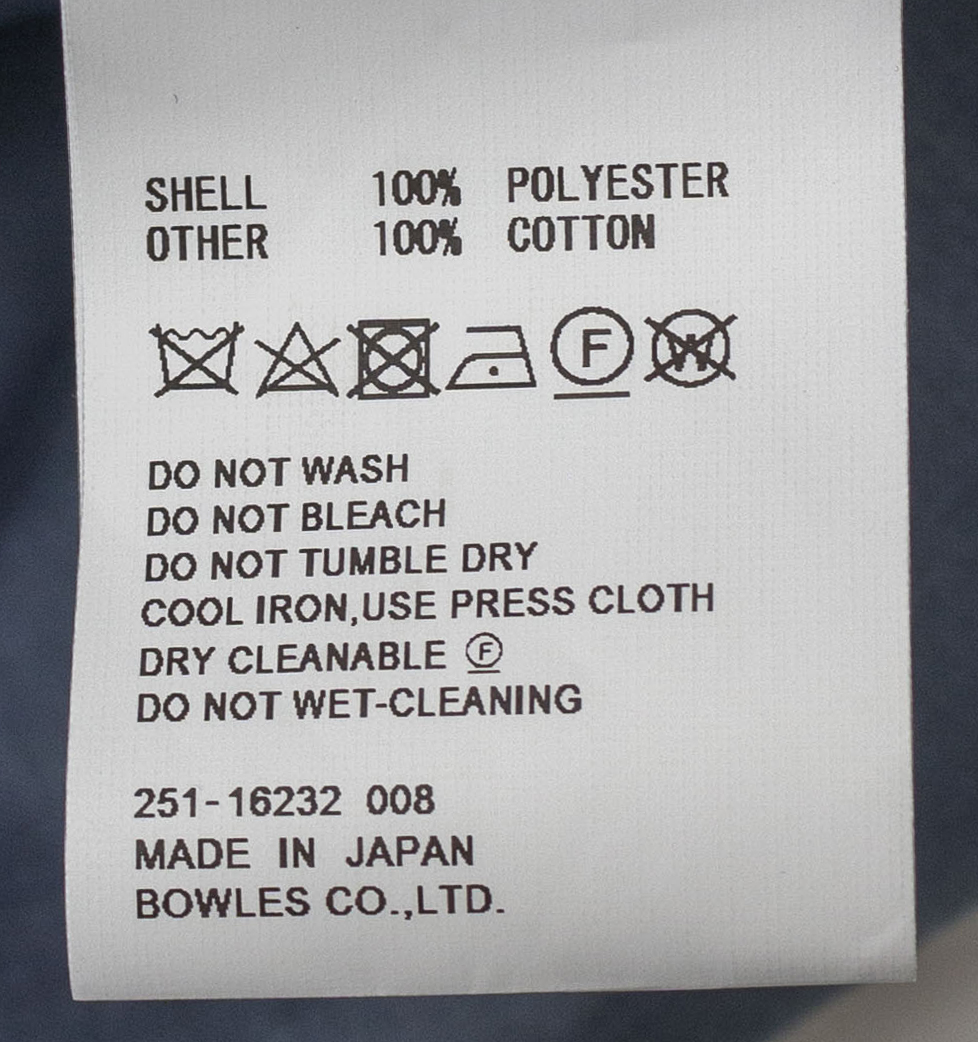 SHELL 100% POLYESTER
OTHER 100% COTTON
F W
DO NOT WASH
DO NOT BLEACH
DO NOT TUMBLE DRY
COOL IRON,USE PRESS CLOTH
DRY CLEANABLE Ⓕ
DO NOT WET-CLEANING
251-16232 008
MADE IN JAPAN
BOWLES CO.,LTD.